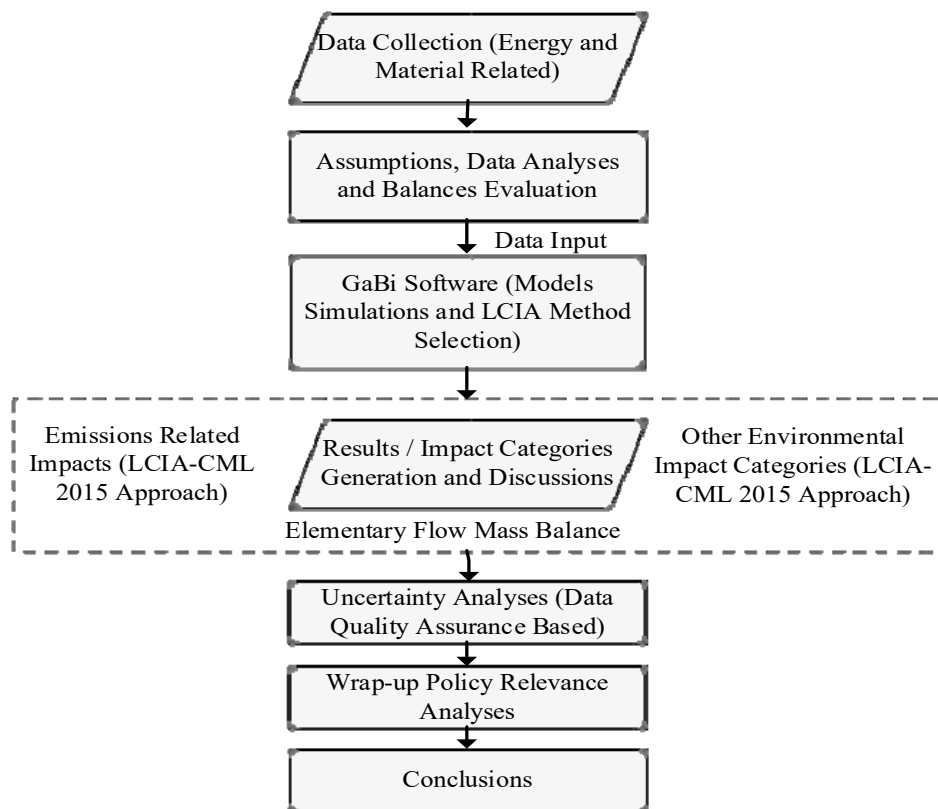 Data Collection (Energy and
Material Related)
Assumptions, Data Analyses
and Balances Evaluation
Data Input
GaBi Software (Models
Simulations and LCIA Method
Selection)
Emissions Related
Impacts (LCIA-CML
2015 Approach)
Results / Impact Categories
Generation and Discussions
Other Environmental
Impact Categories (LCIA-
CML 2015 Approach)
Elementary Flow Mass Balance
Uncertainty Analyses (Data
Quality Assurance Based)
Wrap-up Policy Relevance
Analyses
Conclusions